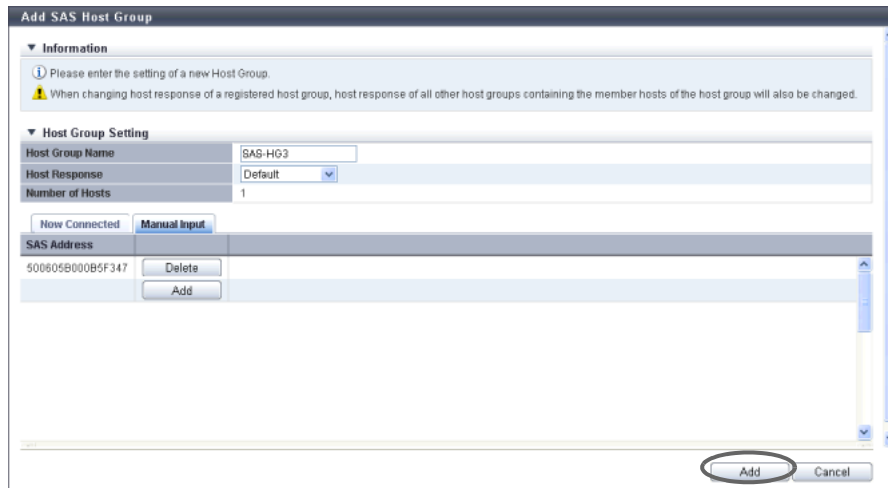 Add SAS Host Group
Information
Please enter the setting of a new Host Group.
When changing host response of a registered host group, host response of all other host groups containing the member hosts of the host group will also be changed.
Host Group Setting
Host Group Name SAS-HG3
Host Response Default
Number of Hosts 1
Now Connected Manual Input
SAS Address
500605B000B5F347 Delete
Add
Add Cancel